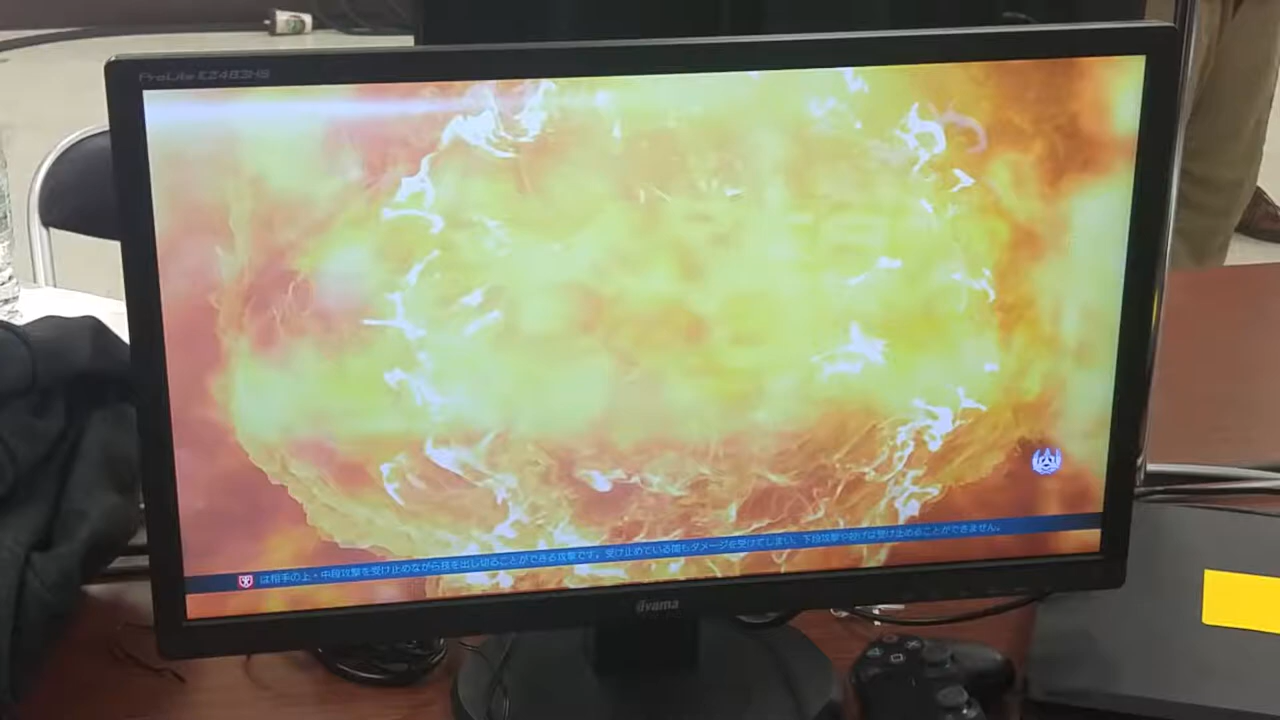 ProLite E2483HS
は相手の上・中段攻撃を受け止めながら技を出し切ることができる攻撃です。受け止めている間もダメージを受けてしまい、下段攻撃や投げは受け止めることができません。
iiyama